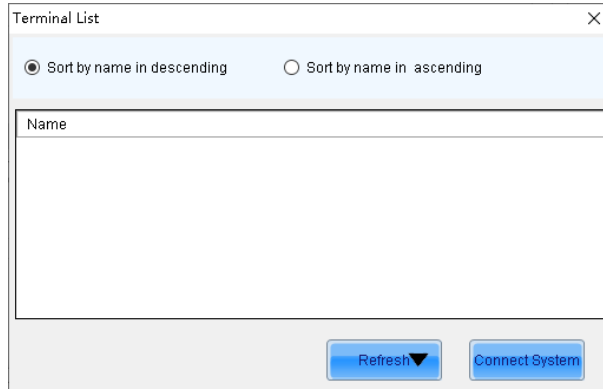 Terminal List
Sort by name in descending Sort by name in ascending
Name
Refresh Connect System